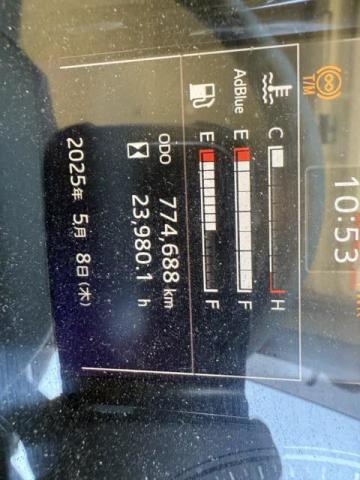 10:53
T/M
C H
AdBlue E F
E F
ODO 774,688 km
23,980.1 h
2025年 5月 8日(木)